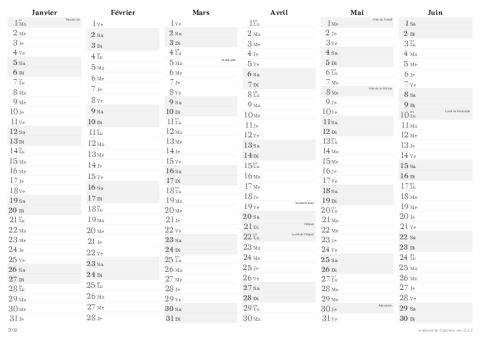 Janvier
1 Ma
2 Me
3 Je
4 Ve
5 Sa
6 Di
7 Lu
8 Ma
9 Me
10 Je
11 Ve
12 Sa
13 Di
14 Lu
15 Ma
16 Me
17 Je
18 Ve
19 Sa
20 Di
21 Lu
22 Ma
23 Me
24 Je
25 Ve
26 Sa
27 Di
28 Lu
29 Ma
30 Me
31 Je
Février
1 Ve
2 Sa
3 Di
4 Lu
5 Ma
6 Me
7 Je
8 Ve
9 Sa
10 Di
11 Lu
12 Ma
13 Me
14 Je
15 Ve
16 Sa
17 Di
18 Lu
19 Ma
20 Me
21 Je
22 Ve
23 Sa
24 Di
25 Lu
26 Ma
27 Me
28 Je
Mars
1 Ve
2 Sa
3 Di
4 Lu
5 Ma Mardi gras
6 Me
7 Je
8 Ve
9 Sa
10 Di
11 Lu
12 Ma
13 Me
14 Je
15 Ve
16 Sa
17 Di
18 Lu
19 Ma
20 Me
21 Je
22 Ve
23 Sa
24 Di
25 Lu
26 Ma
27 Me
28 Je
29 Ve
30 Sa
31 Di
Avril
1 Lu
2 Ma
3 Me
4 Je
5 Ve
6 Sa
7 Di
8 Lu
9 Ma
10 Me
11 Je
12 Ve
13 Sa
14 Di
15 Lu
16 Ma
17 Me
18 Je
19 Ve Vendredi saint
20 Sa
21 Di Pâques
22 Lu Lundi de Pâques
23 Ma
24 Me
25 Je
26 Ve
27 Sa
28 Di
29 Lu
30 Ma
Mai
1 Me Fête du Travail
2 Je
3 Ve
4 Sa
5 Di
6 Lu
7 Ma
8 Me Fête de la Victoire
9 Je
10 Ve
11 Sa
12 Di
13 Lu
14 Ma
15 Me
16 Je
17 Ve
18 Sa
19 Di
20 Lu
21 Ma
22 Me
23 Je
24 Ve
25 Sa
26 Di
27 Lu
28 Ma
29 Me
30 Je Ascension
31 Ve
Juin
1 Sa
2 Di
3 Lu
4 Ma
5 Me
6 Je
7 Ve
8 Sa
9 Di
10 Lu Lundi de Pentecôte
11 Ma
12 Me
13 Je
14 Ve
15 Sa
16 Di
17 Lu
18 Ma
19 Me
20 Je
21 Ve
22 Sa
23 Di
24 Lu
25 Ma
26 Me
27 Je
28 Ve
29 Sa
30 Di
2019